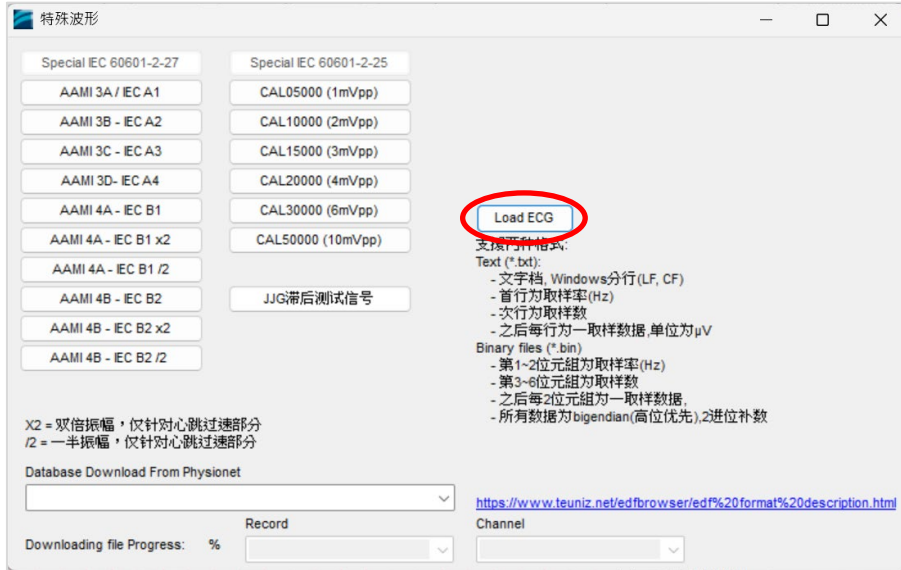 特殊波形
Special IEC 60601-2-27
Special IEC 60601-2-25
AAMI 3A / IEC A1
CAL05000 (1mVpp)
AAMI 3B - IEC A2
CAL10000 (2mVpp)
AAMI 3C - IEC A3
CAL15000 (3mVpp)
AAMI 3D- IEC A4
CAL20000 (4mVpp)
AAMI 4A - IEC B1
CAL30000 (6mVpp)
AAMI 4A - IEC B1 x2
CAL50000 (10mVpp)
AAMI 4A - IEC B1 /2
AAMI 4B - IEC B2
JJG滞后测试信号
AAMI 4B - IEC B2 x2
AAMI 4B - IEC B2 /2
Load ECG
支援两种格式:
Text (*.txt):
- 文字档, Windows分行(LF, CF)
- 首行为取样率(Hz)
- 次行为取样数
- 之后每行为一取样数据,单位为μV
Binary files (*.bin)
- 第1~2位元組为取样率(Hz)
- 第3~6位元組为取样数
- 之后每2位元組为一取样数据,
- 所有数据为bigendian(高位优先),2进位补数
X2 = 双倍振幅，仅针对心跳过速部分
/2 = 一半振幅，仅针对心跳过速部分
Database Download From Physionet
https://www.teuniz.net/edfbrowser/edf%20format%20description.html
Record
Channel
Downloading file Progress: %